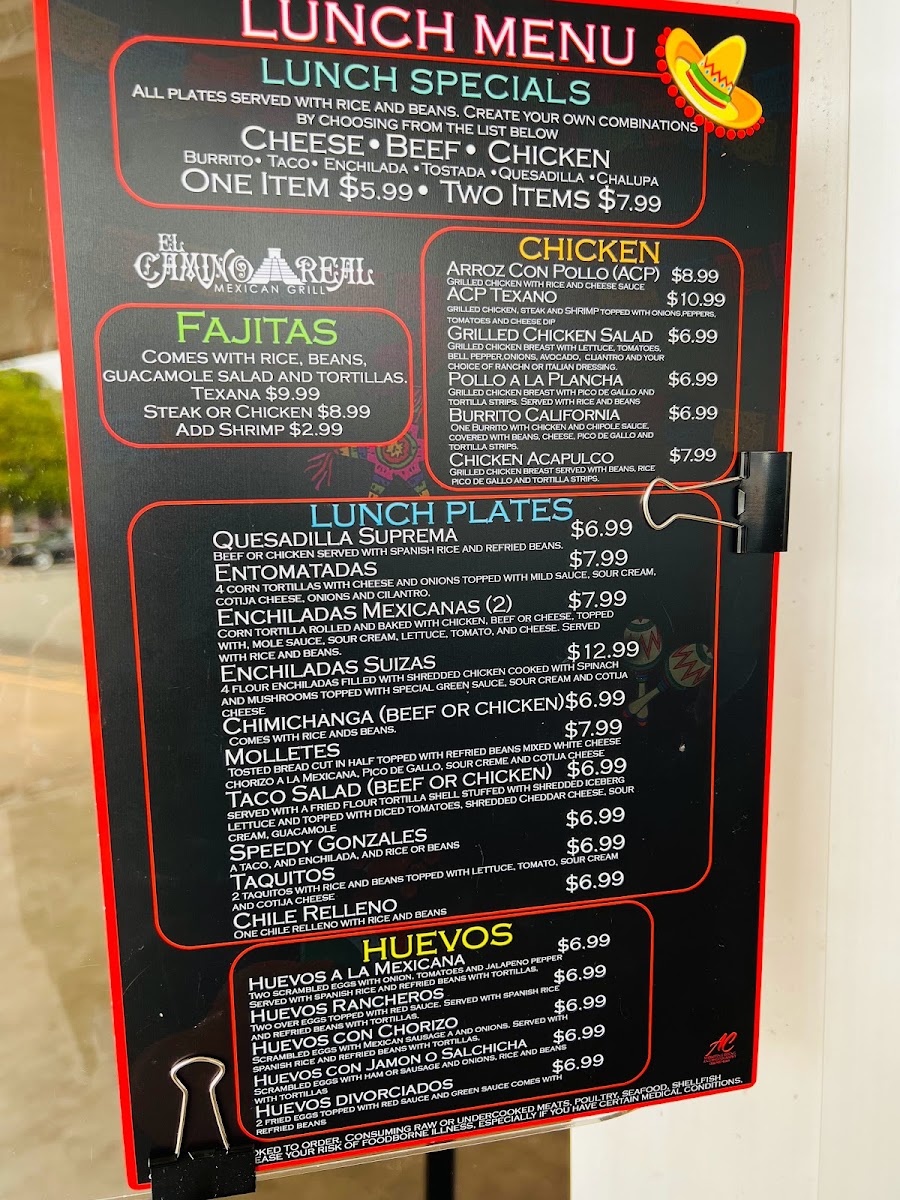 LUNCH MENU
LUNCH SPECIALS
ALL PLATES SERVED WITH RICE AND BEANS. CREATE YOUR OWN COMBINATIONS
BY CHOOSING FROM THE LIST BELOW
CHEESE • BEEF • CHICKEN
BURRITO • TACO • ENCHILADA • TOSTADA • QUESADILLA • CHALUPA
ONE ITEM $5.99 • TWO ITEMS $7.99
EL
CAMINO REAL
MEXICAN GRILL
FAJITAS
COMES WITH RICE, BEANS,
GUACAMOLE SALAD AND TORTILLAS.
TEXANA $9.99
STEAK OR CHICKEN $8.99
ADD SHRIMP $2.99
CHICKEN
ARROZ CON POLLO (ACP) $8.99
GRILLED CHICKEN WITH RICE AND CHEESE SAUCE
ACP TEXANO $10.99
GRILLED CHICKEN, STEAK AND SHRIMP TOPPED WITH ONIONS,PEPPERS,
TOMATOES AND CHEESE DIP
GRILLED CHICKEN SALAD $6.99
GRILLED CHICKEN BREAST WITH LETTUCE, TOMATOES,
BELL PEPPER,ONIONS, AVOCADO, CLIANTRO AND YOUR
CHOICE OF RANCHN OR ITALIAN DRESSING.
POLLO A LA PLANCHA $6.99
GRILLED CHICKEN BREAST WITH PICO DE GALLO AND
TORTILLA STRIPS. SERVED WITH RICE AND BEANS
BURRITO CALIFORNIA $6.99
ONE BURRITO WITH CHICKEN AND CHIPOLE SAUCE,
COVERED WITH BEANS, CHEESE, PICO DE GALLO AND
TORTILLA STRIPS.
CHICKEN ACAPULCO $7.99
GRILLED CHICKEN BREAST SERVED WITH BEANS, RICE
PICO DE GALLO AND TORTILLA STRIPS.
LUNCH PLATES
QUESADILLA SUPREMA $6.99
BEEF OR CHICKEN SERVED WITH SPANISH RICE AND REFRIED BEANS.
ENTOMATADAS $7.99
4 CORN TORTILLAS WITH CHEESE AND ONIONS TOPPED WITH MILD SAUCE, SOUR CREAM,
COTIJA CHEESE, ONIONS AND CILANTRO.
ENCHILADAS MEXICANAS (2) $7.99
CORN TORTILLA ROLLED AND BAKED WITH CHICKEN, BEEF OR CHEESE, TOPPED
WITH, MOLE SAUCE, SOUR CREAM, LETTUCE, TOMATO, AND CHEESE. SERVED
WITH RICE AND BEANS.
ENCHILADAS SUIZAS $12.99
4 FLOUR ENCHILADAS FILLED WITH SHREDDED CHICKEN COOKED WITH SPINACH
AND MUSHROOMS TOPPED WITH SPECIAL GREEN SAUCE, SOUR CREAM AND COTIJA
CHEESE
CHIMICHANGA (BEEF OR CHICKEN) $6.99
COMES WITH RICE ANDS BEANS.
MOLLETES $7.99
TOSTED BREAD CUT IN HALF TOPPED WITH REFRIED BEANS MIXED WHITE CHEESE
CHORIZO A LA MEXICANA, PICO DE GALLO, SOUR CREME AND COTIJA CHEESE
TACO SALAD (BEEF OR CHICKEN) $6.99
SERVED WITH A FRIED FLOUR TORTILLA SHELL STUFFED WITH SHREDDED ICEBERG
LETTUCE AND TOPPED WITH DICED TOMATOES, SHREDDED CHEDDAR CHEESE, SOUR
CREAM, GUACAMOLE
SPEEDY GONZALES $6.99
A TACO, AND ENCHILADA, AND RICE OR BEANS
TAQUITOS $6.99
2 TAQUITOS WITH RICE AND BEANS TOPPED WITH LETTUCE, TOMATO, SOUR CREAM
AND COTIJA CHEESE
CHILE RELLENO $6.99
ONE CHILE RELLENO WITH RICE AND BEANS
HUEVOS
HUEVOS A LA MEXICANA $6.99
TWO SCRAMBLED EGGS WITH ONION, TOMATOES AND JALAPENO PEPPER
SERVED WITH SPANISH RICE AND REFRIED BEANS WITH TORTILLAS.
HUEVOS RANCHEROS $6.99
TWO OVER EGGS TOPPED WITH RED SAUCE. SERVED WITH SPANISH RICE
AND REFRIED BEANS WITH TORTILLAS.
HUEVOS CON CHORIZO $6.99
SCRAMBLED EGGS WITH MEXICAN SAUSAGE A AND ONIONS. SERVED WITH
SPANISH RICE AND REFRIED BEANS WITH TORTILLAS.
HUEVOS CON JAMON O SALCHICHA $6.99
SCRAMBLED EGGS WITH HAM OR SAUSAGE AND ONIONS, RICE AND BEANS
WITH TORTILLAS
HUEVOS DIVORCIADOS $6.99
2 FRIED EGGS TOPPED WITH RED SAUCE AND GREEN SAUCE COMES WITH
REFRIED BEANS
AC
OKED TO ORDER, CONSUMING RAW OR UNDERCOOKED MEATS, POULTRY, SEAFOOD, SHELLFISH
EASE YOUR RISK OF FOODBORNE ILLNESS, ESPECIALLY IF YOU HAVE CERTAIN MEDICAL CONDITIONS.